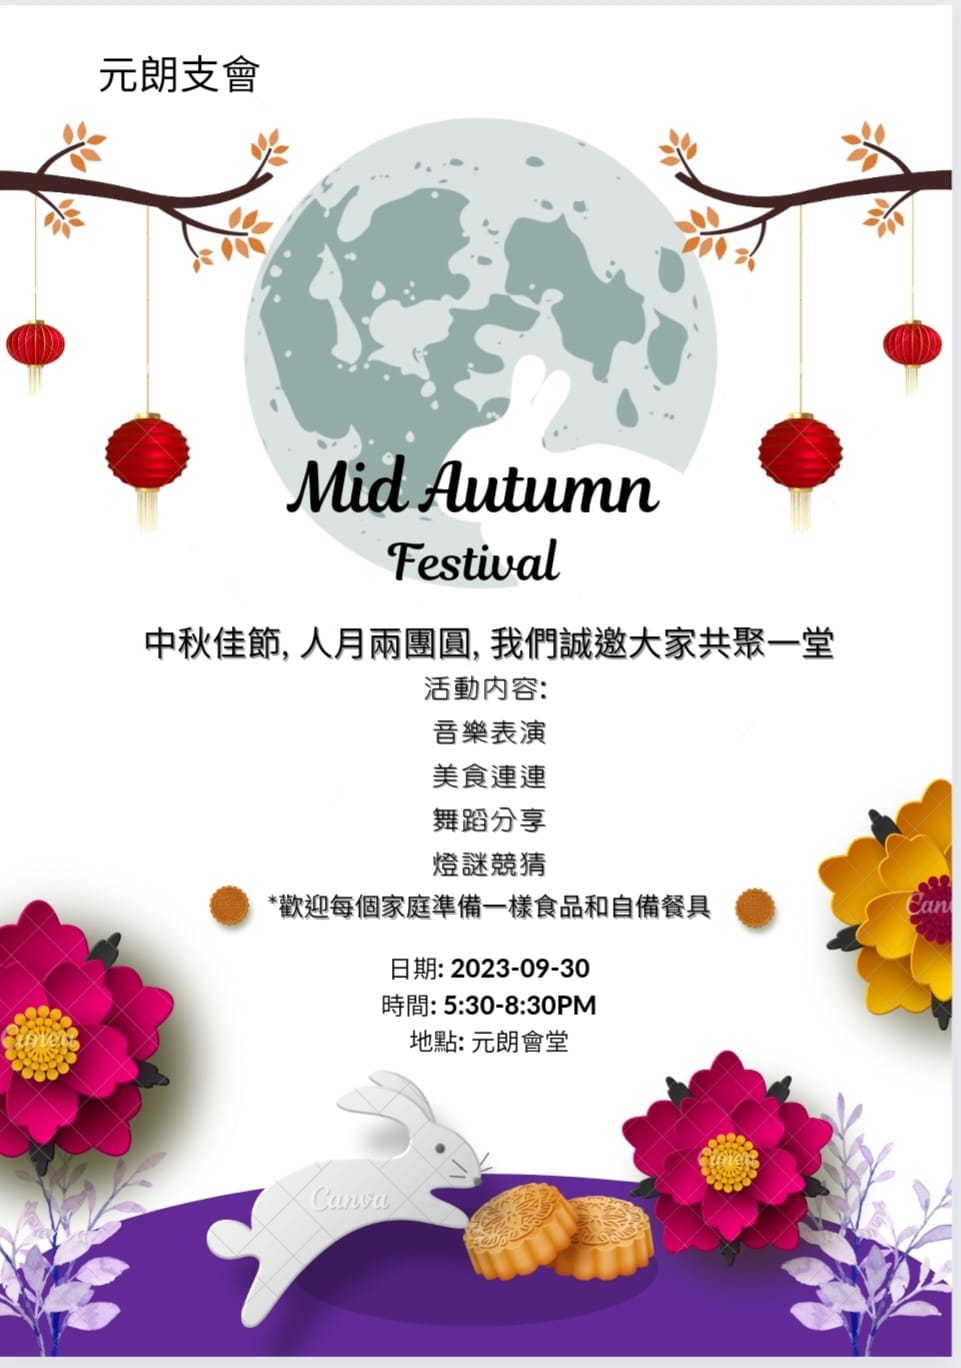 元朗支會
Mid Autumn
Festival
中秋佳節, 人月兩團圓, 我們誠邀大家共聚一堂
活動內容:
音樂表演
美食連連
舞蹈分享
燈謎競猜
*歡迎每個家庭準備一樣食品和自備餐具
日期: 2023-09-30
時間: 5:30-8:30PM
地點: 元朗會堂
Canva
Canva
Canva
Canva